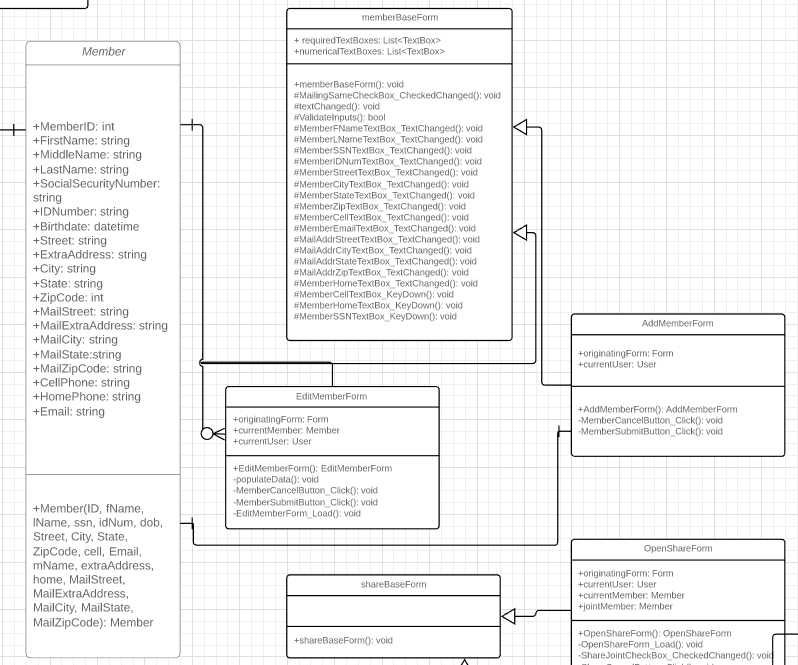 Member
+MemberID: int
+FirstName: string
+MiddleName: string
+LastName: string
+SocialSecurityNumber:
string
+IDNumber: string
+Birthdate: datetime
+Street: string
+ExtraAddress: string
+City: string
+State: string
+ZipCode: int
+MailStreet: string
+MailExtraAddress: string
+MailCity: string
+MailState:string
+MailZipCode: string
+CellPhone: string
+HomePhone: string
+Email: string
+Member(ID, fName,
lName, ssn, idNum, dob,
Street, City, State,
ZipCode, cell, Email,
mName, extraAddress,
home, MailStreet,
MailExtraAddress,
MailCity, MailState,
MailZipCode): Member
memberBaseForm
+ requiredTextBoxes: List<TextBox>
+numericalTextBoxes: List<TextBox>
+memberBaseForm(): void
#MailingSameCheckBox_CheckedChanged(): void
#textChanged(): void
#ValidateInputs(): bool
#MemberFNameTextBox_TextChanged(): void
#MemberLNameTextBox_TextChanged(): void
#MemberSSNTextBox_TextChanged(): void
#MemberIDNumTextBox_TextChanged(): void
#MemberStreetTextBox_TextChanged(): void
#MemberCityTextBox_TextChanged(): void
#MemberStateTextBox_TextChanged(): void
#MemberZipTextBox_TextChanged(): void
#MemberCellTextBox_TextChanged(): void
#MemberEmailTextBox_TextChanged(): void
#MailAddrStreetTextBox_TextChanged(): void
#MailAddrCityTextBox_TextChanged(): void
#MailAddrStateTextBox_TextChanged(): void
#MailAddrZipTextBox_TextChanged(): void
#MemberHomeTextBox_TextChanged(): void
#MemberCellTextBox_KeyDown(): void
#MemberHomeTextBox_KeyDown(): void
#MemberSSNTextBox_KeyDown(): void
EditMemberForm
+originatingForm: Form
+currentMember: Member
+currentUser: User
+EditMemberForm(): EditMemberForm
-populateData(): void
-MemberCancelButton_Click(): void
-MemberSubmitButton_Click(): void
-EditMemberForm_Load(): void
AddMemberForm
+originatingForm: Form
+currentUser: User
+AddMemberForm(): AddMemberForm
-MemberCancelButton_Click(): void
-MemberSubmitButton_Click(): void
shareBaseForm
+shareBaseForm(): void
OpenShareForm
+originatingForm: Form
+currentUser: User
+currentMember: Member
+jointMember: Member
+OpenShareForm(): OpenShareForm
-OpenShareForm_Load(): void
-ShareJointCheckBox_CheckedChanged(): void